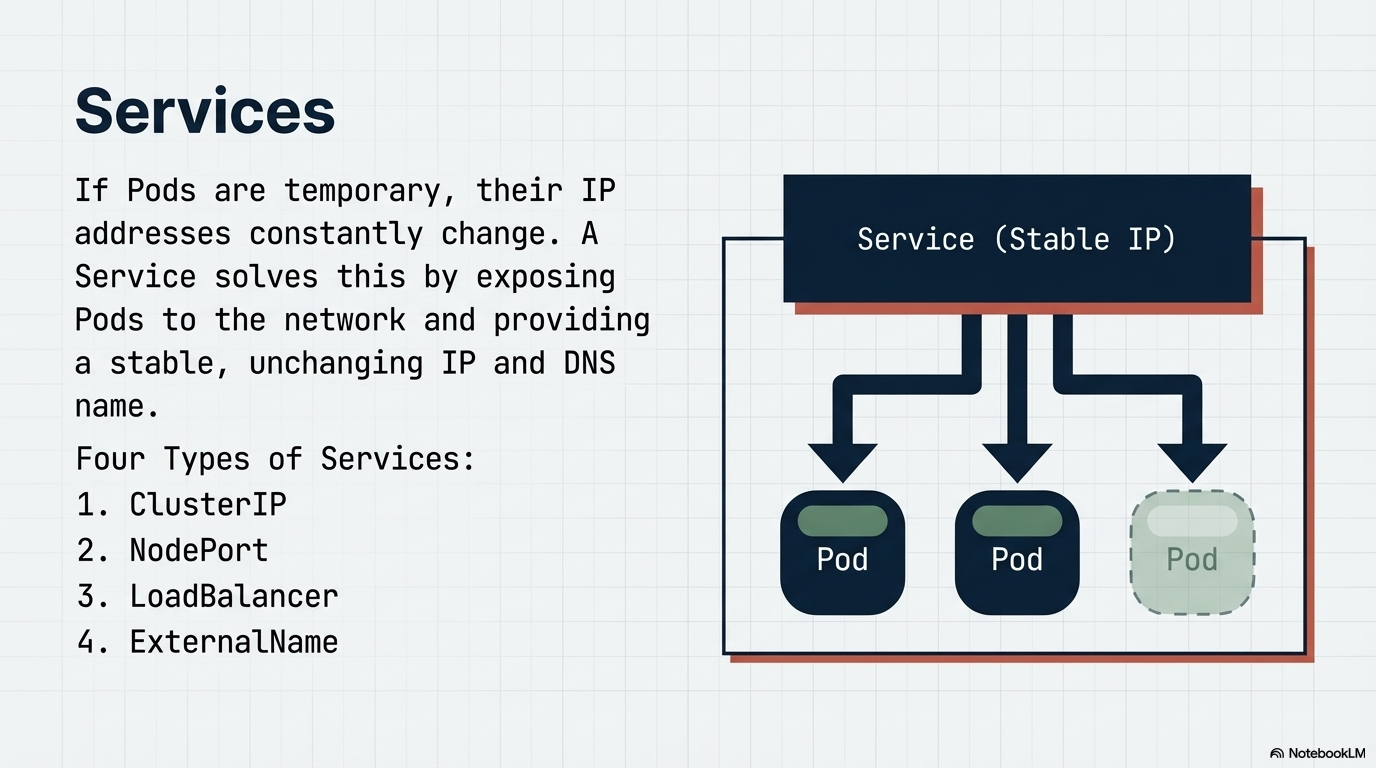 Services
If Pods are temporary, their IP
addresses constantly change. A
Service solves this by exposing
Pods to the network and providing
a stable, unchanging IP and DNS
name.
Four Types of Services:
1. ClusterIP
2. NodePort
3. LoadBalancer
4. ExternalName
Service (Stable IP)
Pod
Pod
Pod
NotebookLM